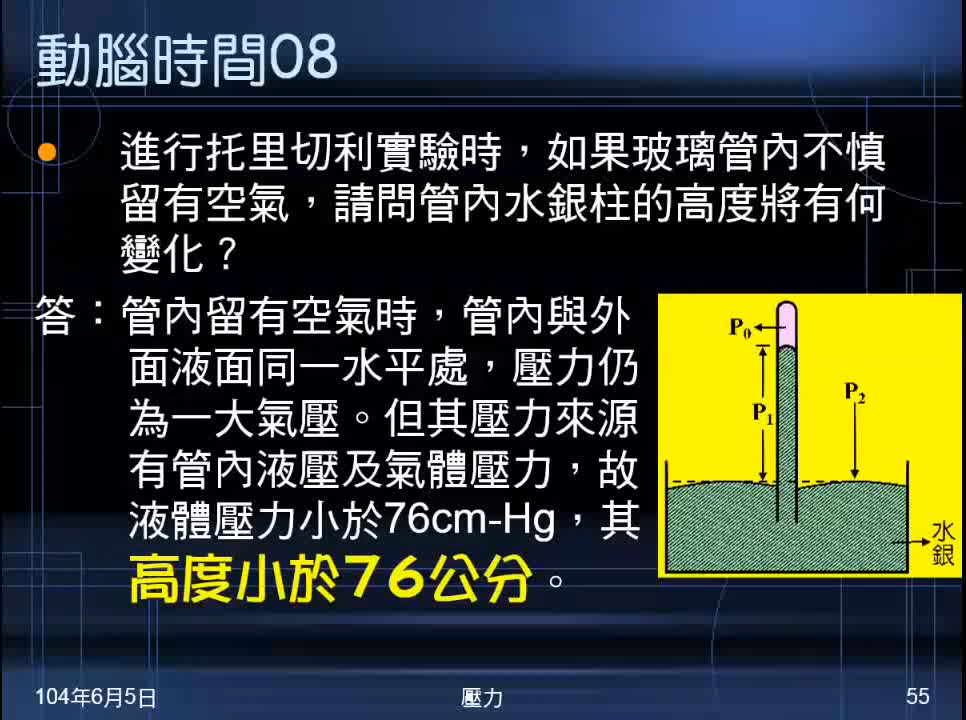 動腦時間08
進行托里切利實驗時，如果玻璃管內不慎
留有空氣，請問管內水銀柱的高度將有何
變化？
答：管內留有空氣時，管內與外
面液面同一水平處，壓力仍
為一大氣壓。但其壓力來源
有管內液壓及氣體壓力，故
液體壓力小於76cm-Hg，其
高度小於76公分。
P0
P1
P2
水銀
104年6月5日
壓力
55